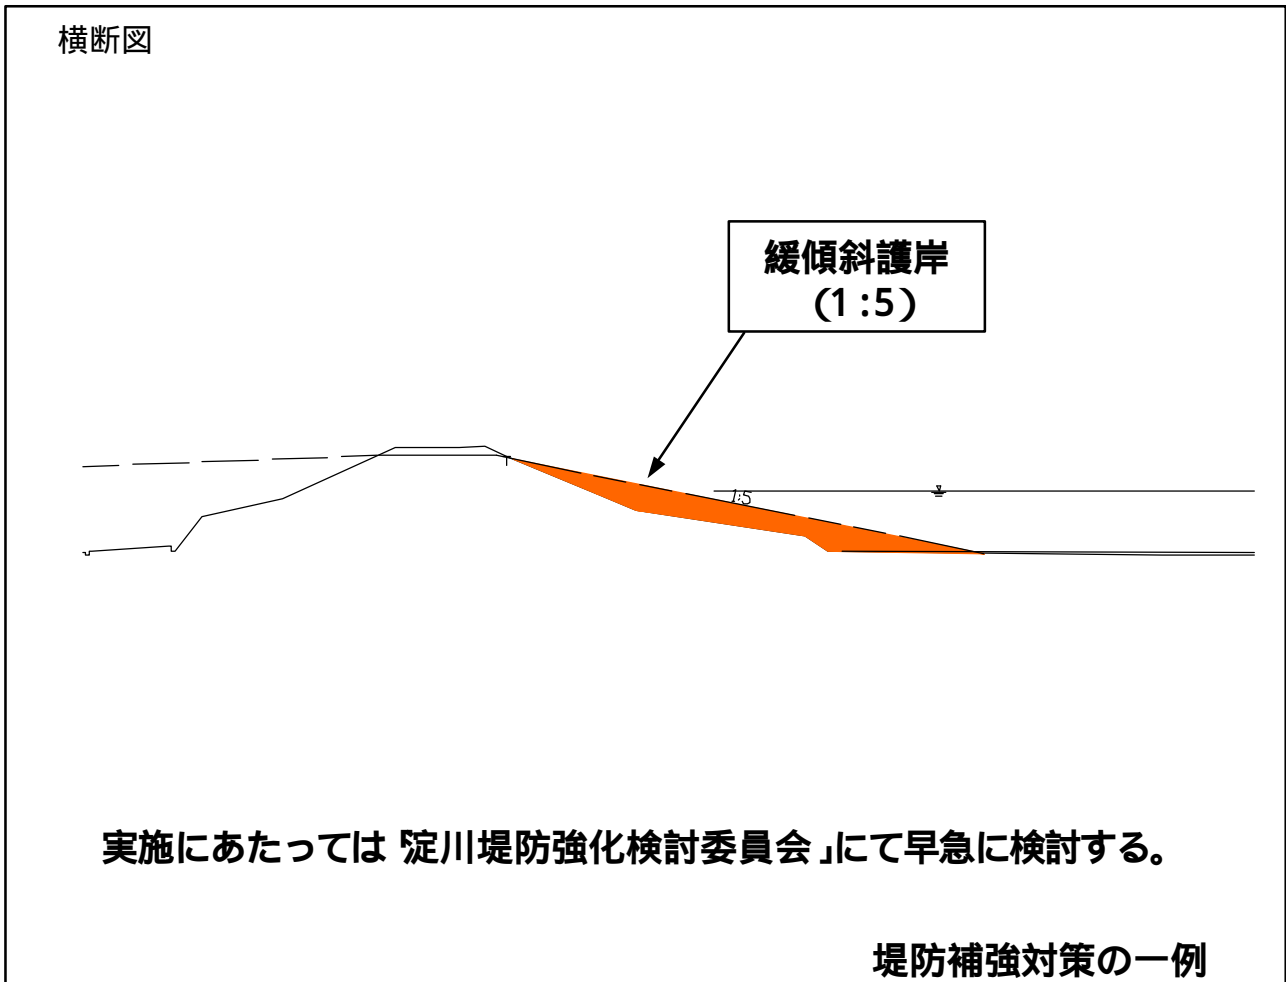 横断図
緩傾斜護岸
(1:5)
1:5
実施にあたっては「淀川堤防強化検討委員会」にて早急に検討する。
堤防補強対策の一例